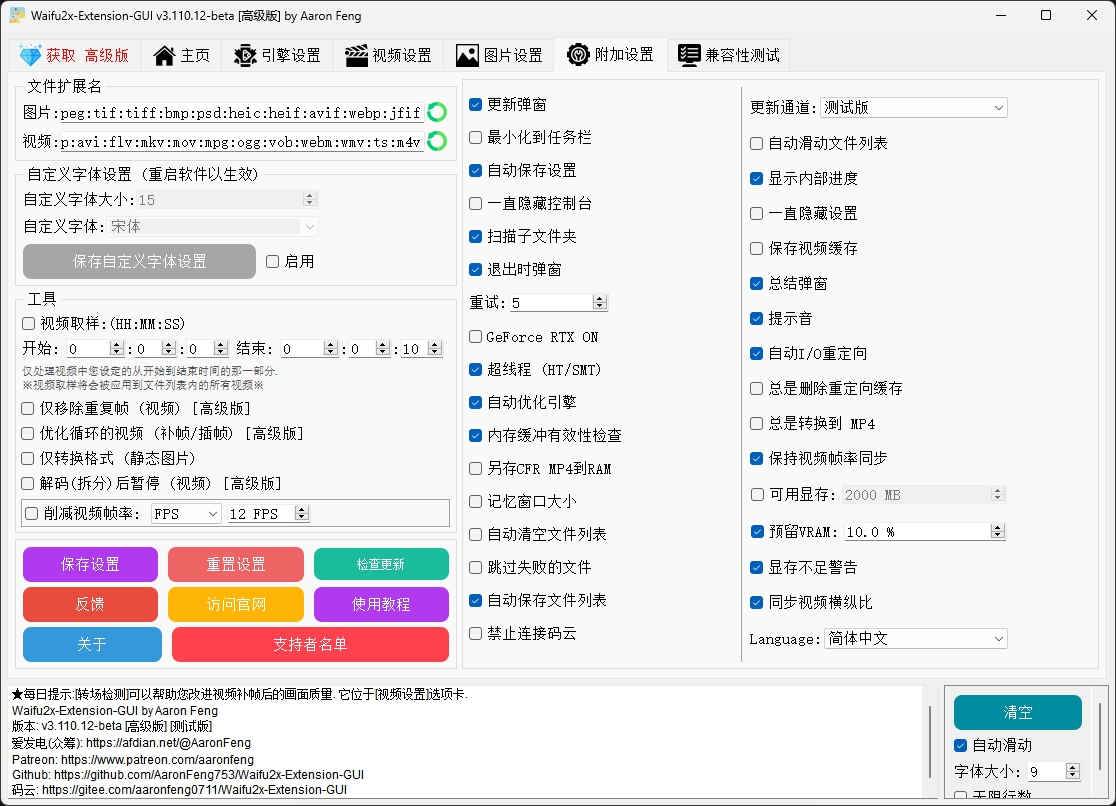 Waifu2x-Extension-GUI v3.110.12-beta [高级版] by Aaron Feng
获取 高级版
主页
引擎设置
视频设置
图片设置
附加设置
兼容性测试
文件扩展名
图片:peg:tif:tiff:bmp:psd:heic:heif:avif:webp:jfif
视频:p:avi:flv:mkv:mov:mpg:ogg:vob:webm:wmv:ts:m4v
自定义字体设置 (重启软件以生效)
自定义字体大小:15
自定义字体: 宋体
保存自定义字体设置
启用
工具
视频取样:(HH:MM:SS)
开始: 0 :0 :0 结束: 0 :0 :10
仅处理视频中您设定的从开始到结束时间的那一部分.
※视频取样将会被应用到文件列表内的所有视频※
仅移除重复帧 (视频) [高级版]
优化循环的视频 (补帧/插帧) [高级版]
仅转换格式 (静态图片)
解码(拆分)后暂停 (视频) [高级版]
削减视频帧率: FPS 12 FPS
保存设置
重置设置
检查更新
反馈
访问官网
使用教程
关于
支持者名单
更新弹窗
最小化到任务栏
自动保存设置
一直隐藏控制台
扫描子文件夹
退出时弹窗
重试: 5
GeForce RTX ON
超线程 (HT/SMT)
自动优化引擎
内存缓冲有效性检查
另存CFR MP4到RAM
记忆窗口大小
自动清空文件列表
跳过失败的文件
自动保存文件列表
禁止连接码云
更新通道: 测试版
自动滑动文件列表
显示内部进度
一直隐藏设置
保存视频缓存
总结弹窗
提示音
自动I/O重定向
总是删除重定向缓存
总是转换到 MP4
保持视频帧率同步
可用显存: 2000 MB
预留VRAM: 10.0 %
显存不足警告
同步视频横纵比
Language: 简体中文
★每日提示:[转场检测]可以帮助您改进视频补帧后的画面质量. 它位于[视频设置]选项卡.
Waifu2x-Extension-GUI by Aaron Feng
版本: v3.110.12-beta [高级版] [测试版]
爱发电(众筹): https://afdian.net/@AaronFeng
Patreon: https://www.patreon.com/aaronfeng
Github: https://github.com/AaronFeng753/Waifu2x-Extension-GUI
码云: https://gitee.com/aaronfeng0711/Waifu2x-Extension-GUI
清空
自动滑动
字体大小: 9
无限行数